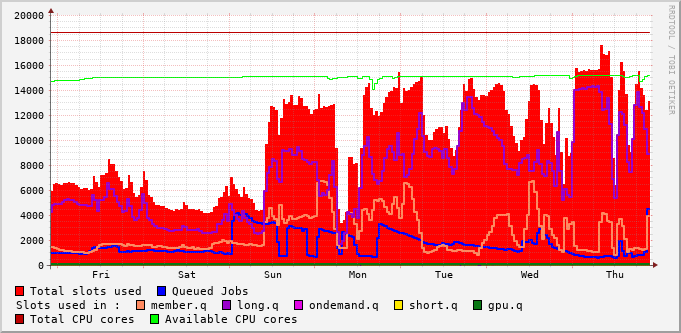 RRDTOOL / TOBI OETIKER
20000
18000
16000
14000
12000
10000
8000
6000
4000
2000
0
Fri Sat Sun Mon Tue Wed Thu
Total slots used Queued Jobs
Slots used in : member.q long.q ondemand.q short.q gpu.q
Total CPU cores Available CPU cores